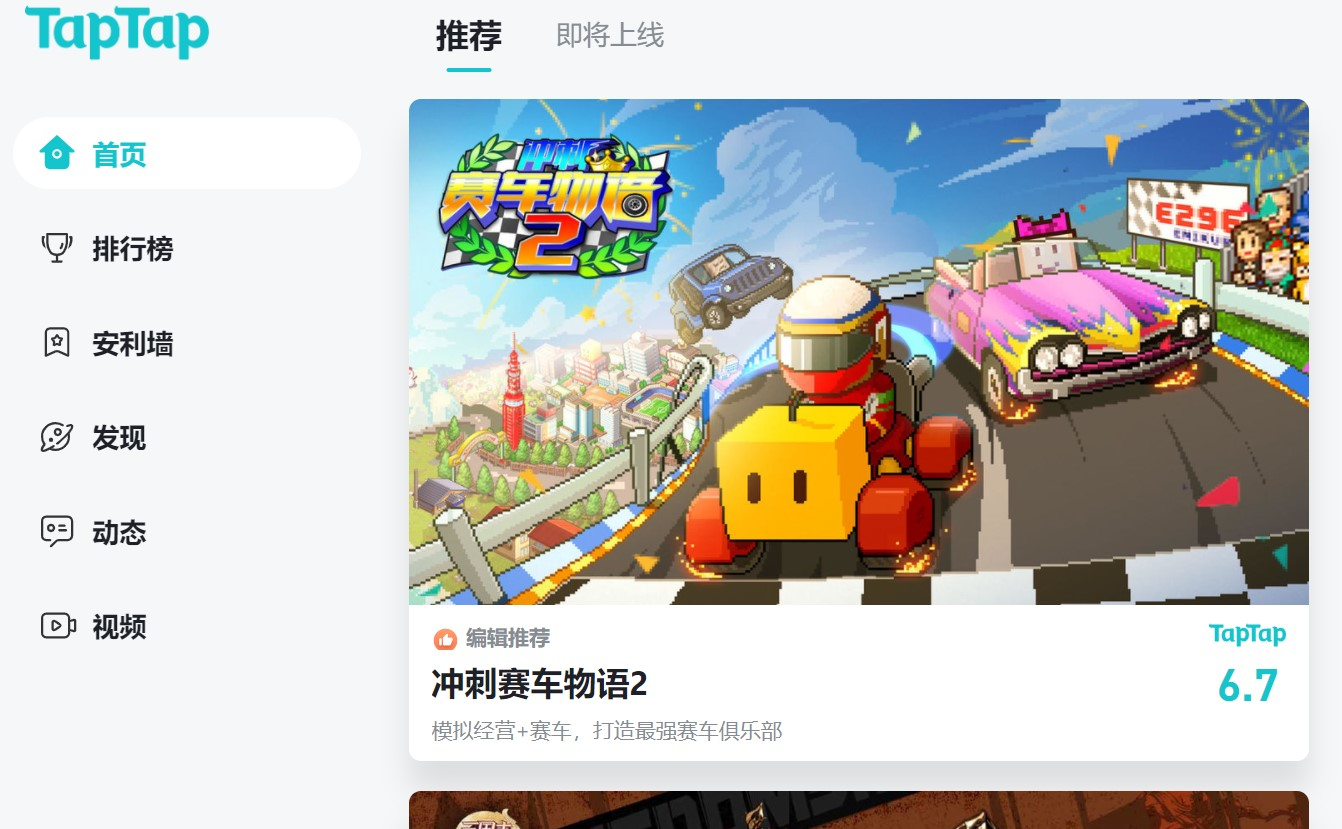 TapTap
推荐
即将上线
首页
排行榜
安利墙
发现
动态
视频
冲刺
赛车物语
2
E296
编辑推荐
TapTap
冲刺赛车物语2
6.7
模拟经营+赛车，打造最强赛车俱乐部